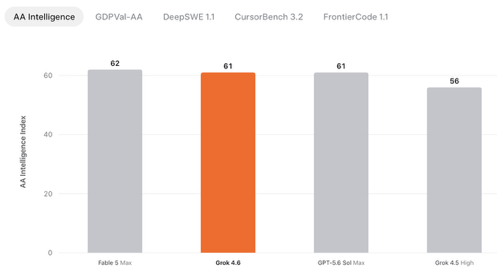 AA Intelligence GDPVal-AA DeepSWE 1.1 CursorBench 3.2 FrontierCode 1.1
AA Intelligence Index
60
40
20
0
62
61
61
56
Fable 5 Max
Grok 4.6
GPT-5.6 Sol Max
Grok 4.5 High